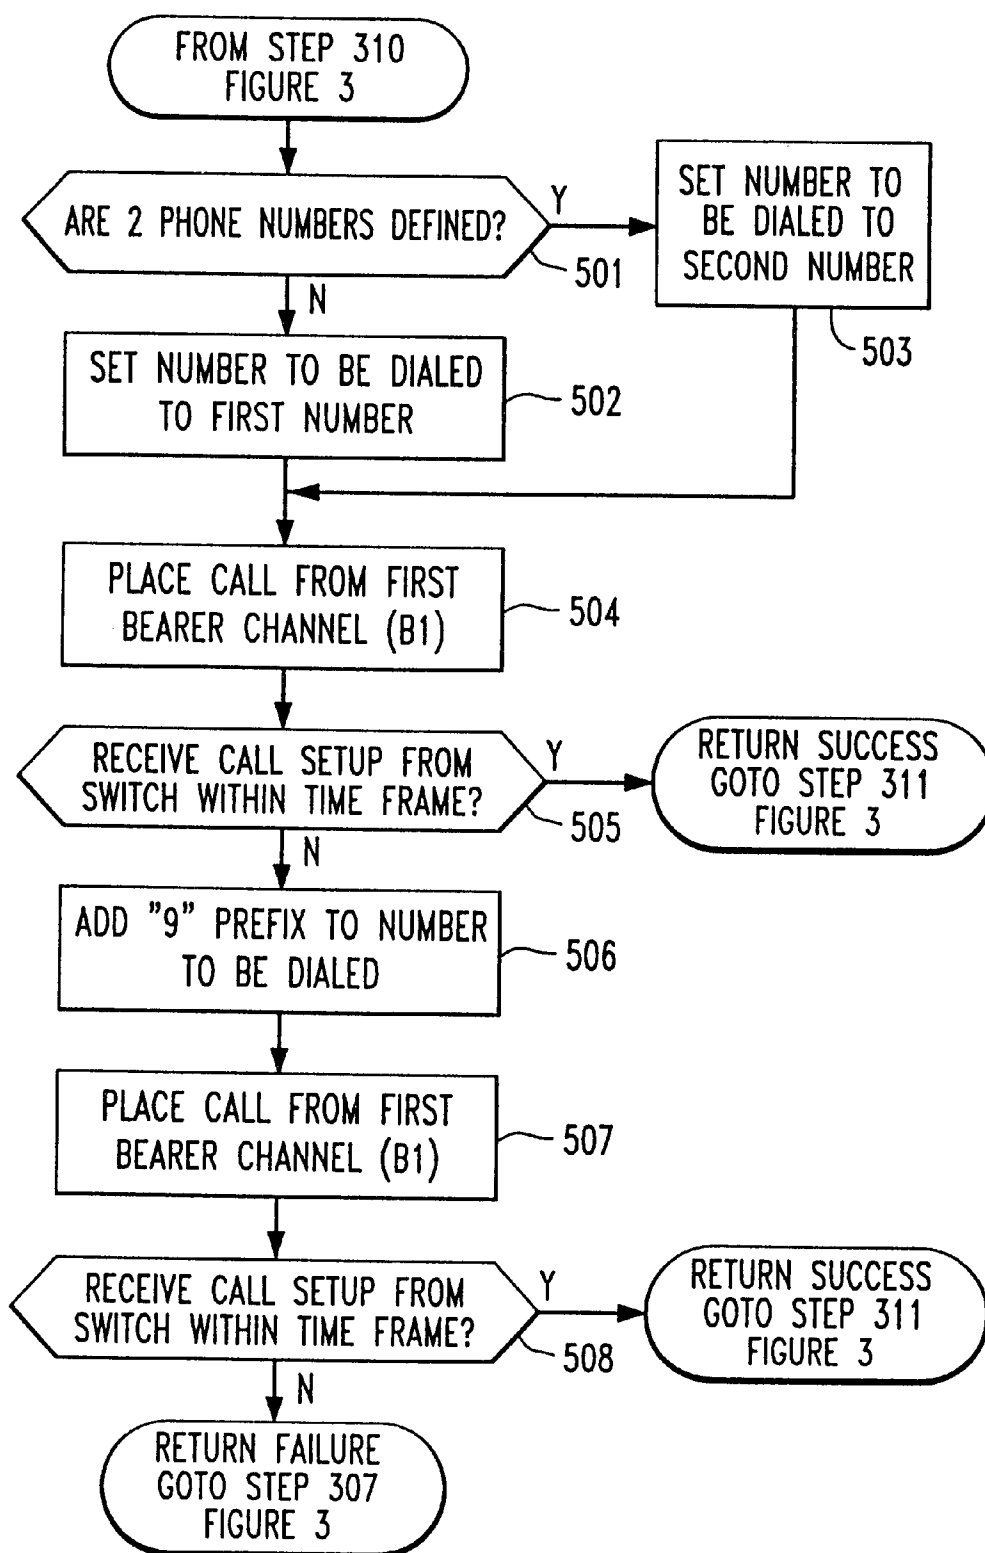 FROM STEP 310
FIGURE 3
ARE 2 PHONE NUMBERS DEFINED?
Y
501
N
SET NUMBER TO
BE DIALED TO
SECOND NUMBER
503
SET NUMBER TO BE DIALED
TO FIRST NUMBER
502
PLACE CALL FROM FIRST
BEARER CHANNEL (B1)
504
RECEIVE CALL SETUP FROM
SWITCH WITHIN TIME FRAME?
Y
505
N
RETURN SUCCESS
GOTO STEP 311
FIGURE 3
ADD "9" PREFIX TO NUMBER
TO BE DIALED
506
PLACE CALL FROM FIRST
BEARER CHANNEL (B1)
507
RECEIVE CALL SETUP FROM
SWITCH WITHIN TIME FRAME?
Y
508
N
RETURN SUCCESS
GOTO STEP 311
FIGURE 3
RETURN FAILURE
GOTO STEP 307
FIGURE 3